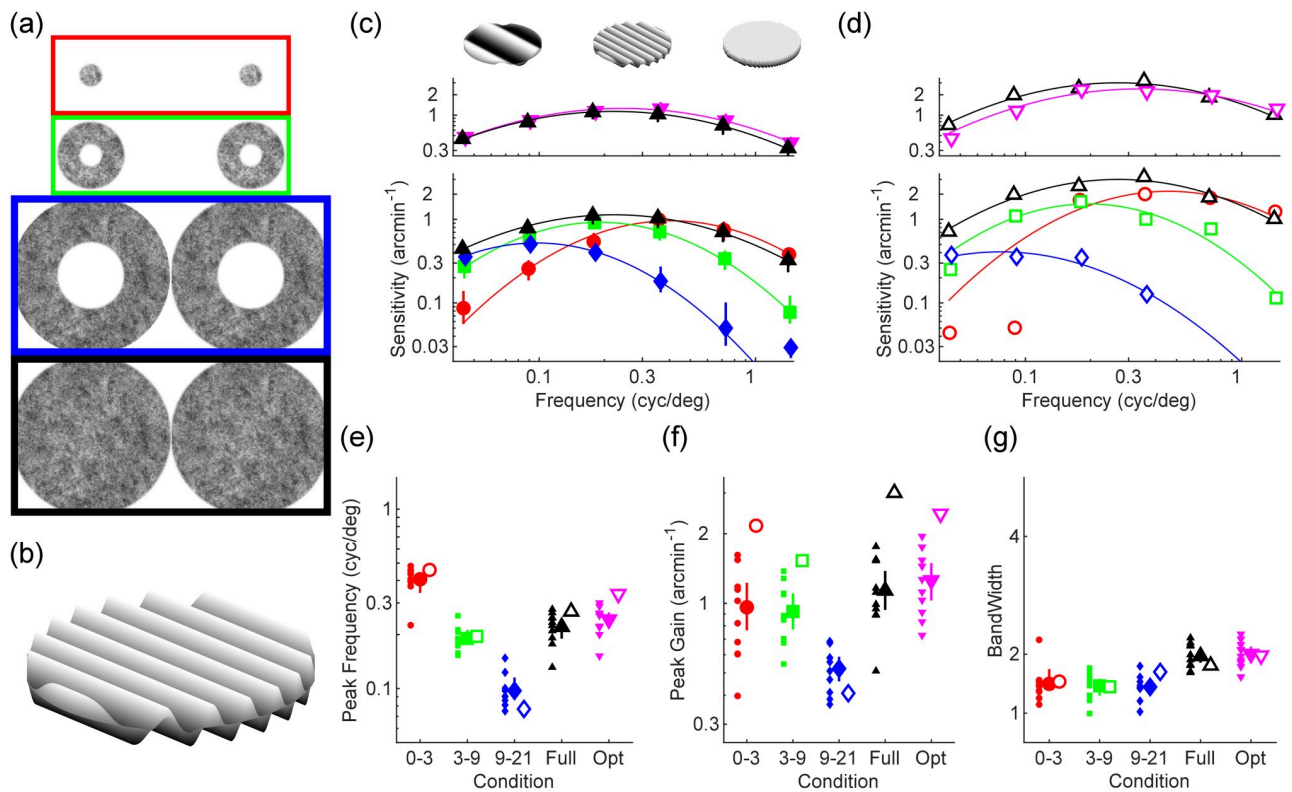 (a)
(b)
(c)
2
1
0.3
Sensitivity (arcmin⁻¹)
2
1
0.3
0.1
0.03
0.1
0.3
1
Frequency (cyc/deg)
(d)
2
1
0.3
Sensitivity (arcmin⁻¹)
2
1
0.3
0.1
0.03
0.1
0.3
1
Frequency (cyc/deg)
(e)
Peak Frequency (cyc/deg)
1
0.3
0.1
0-3
3-9
9-21
Full
Opt
Condition
(f)
Peak Gain (arcmin⁻¹)
2
1
0.3
0-3
3-9
9-21
Full
Opt
Condition
(g)
BandWidth
4
2
1
0-3
3-9
9-21
Full
Opt
Condition